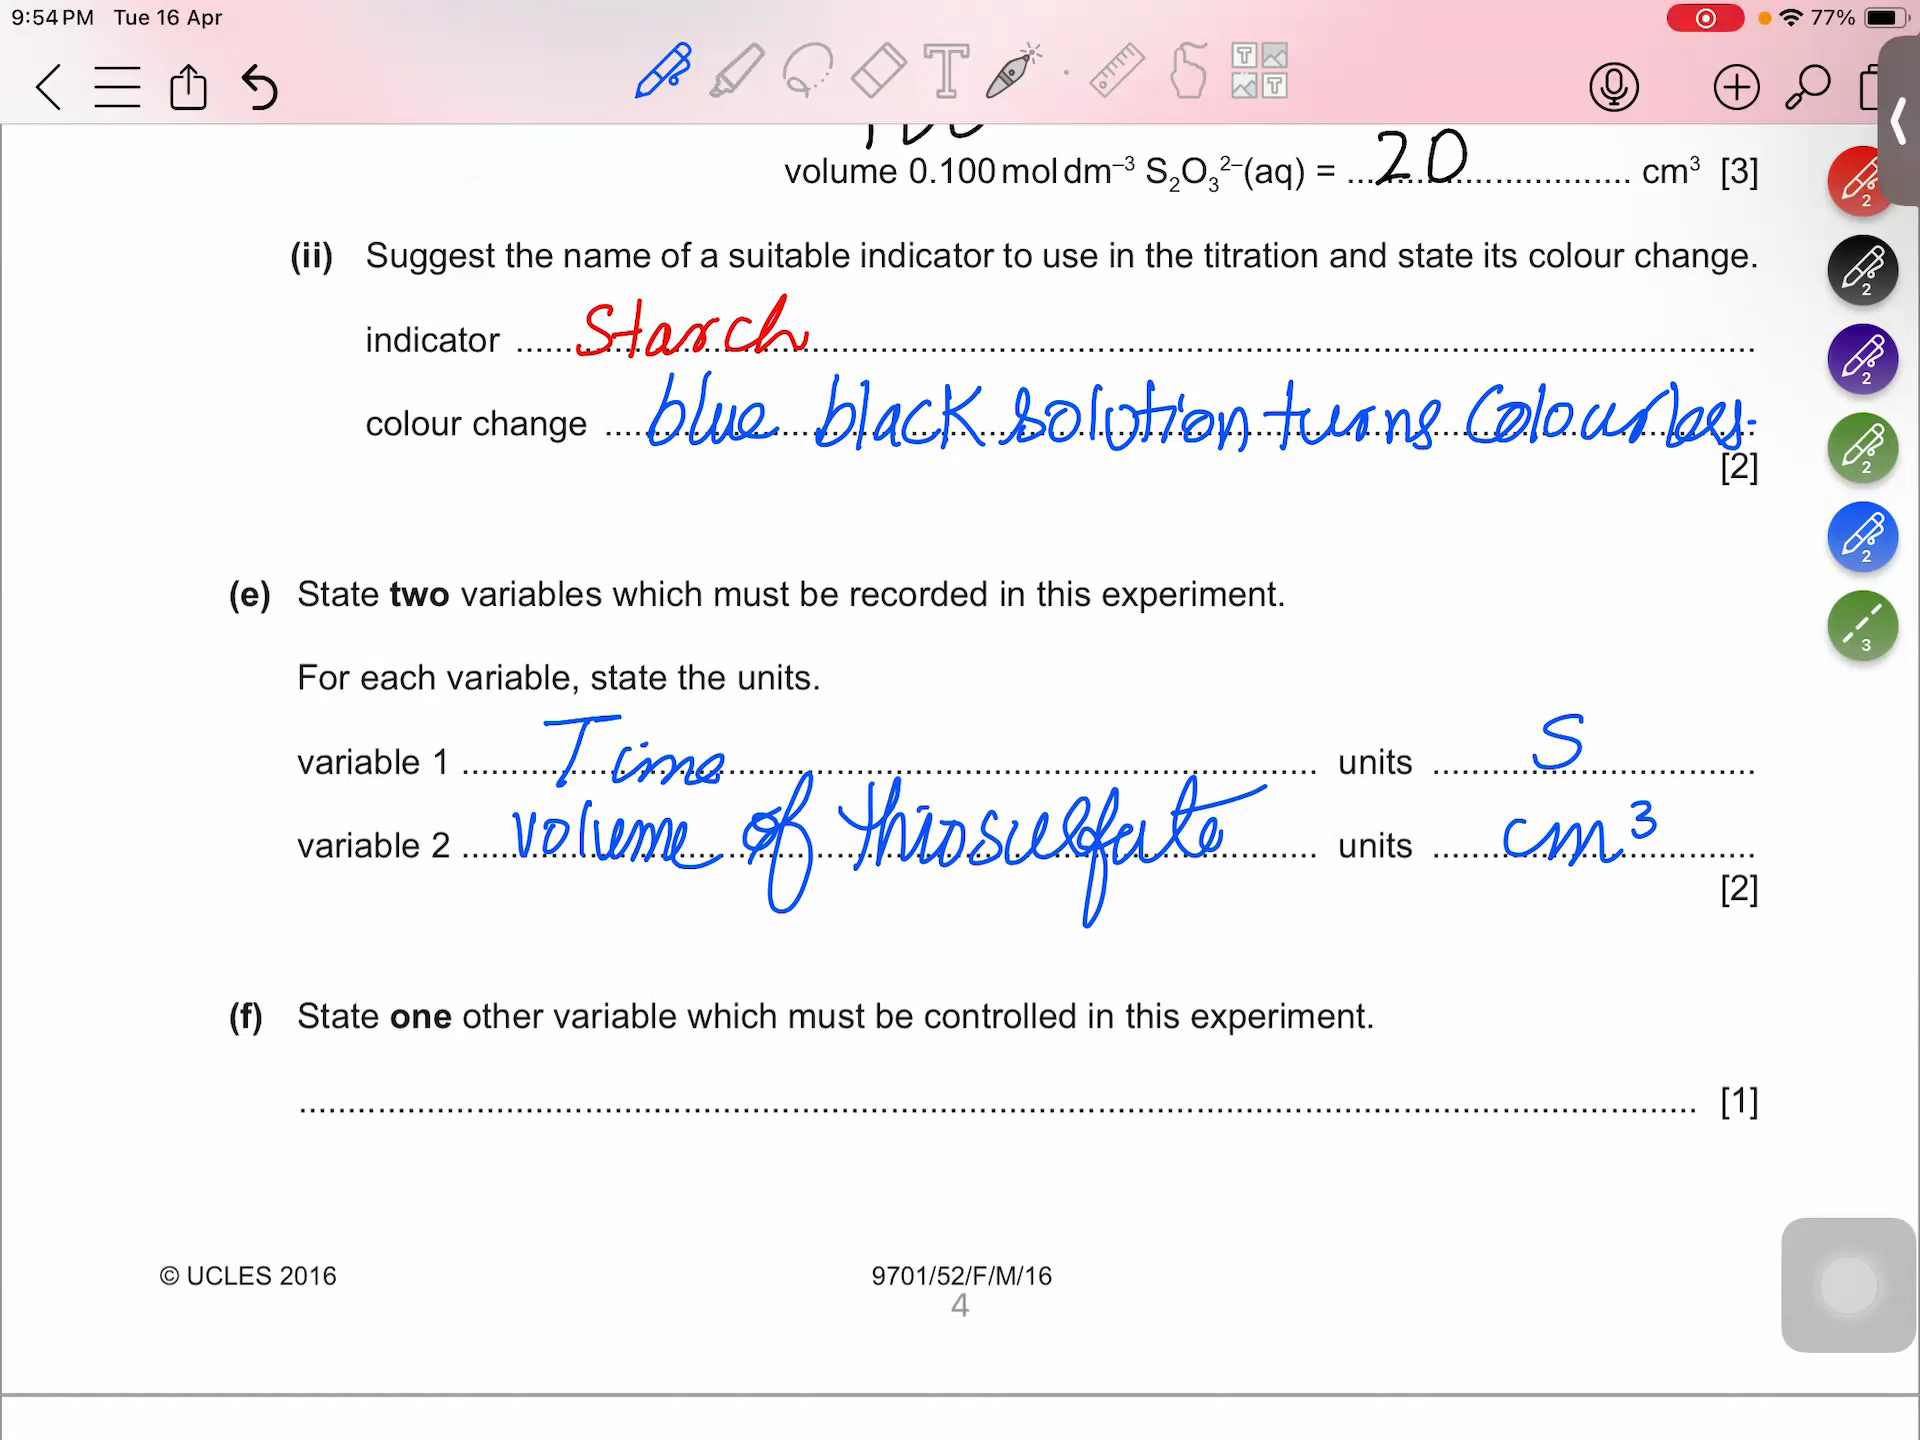 9:54 PM Tue 16 Apr
77%
volume 0.100 mol dm⁻³ S₂O₃²⁻(aq) = ...20... cm³ [3]
(ii) Suggest the name of a suitable indicator to use in the titration and state its colour change.
indicator ... Starch ...
colour change ... blue black solution turns colourless.
[2]
(e) State two variables which must be recorded in this experiment.
For each variable, state the units.
variable 1 ... Time ... units ... S ...
variable 2 ... volume of thiosulfate ... units ... cm³ ...
[2]
(f) State one other variable which must be controlled in this experiment.
... [1]
© UCLES 2016 9701/52/F/M/16
4